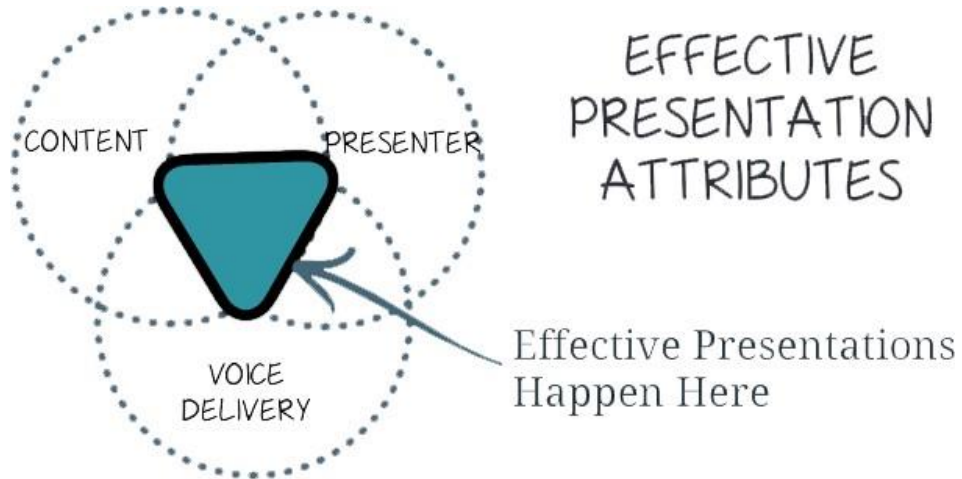 EFFECTIVE
PRESENTATION
ATTRIBUTES
CONTENT
PRESENTER
VOICE
DELIVERY
Effective Presentations
Happen Here